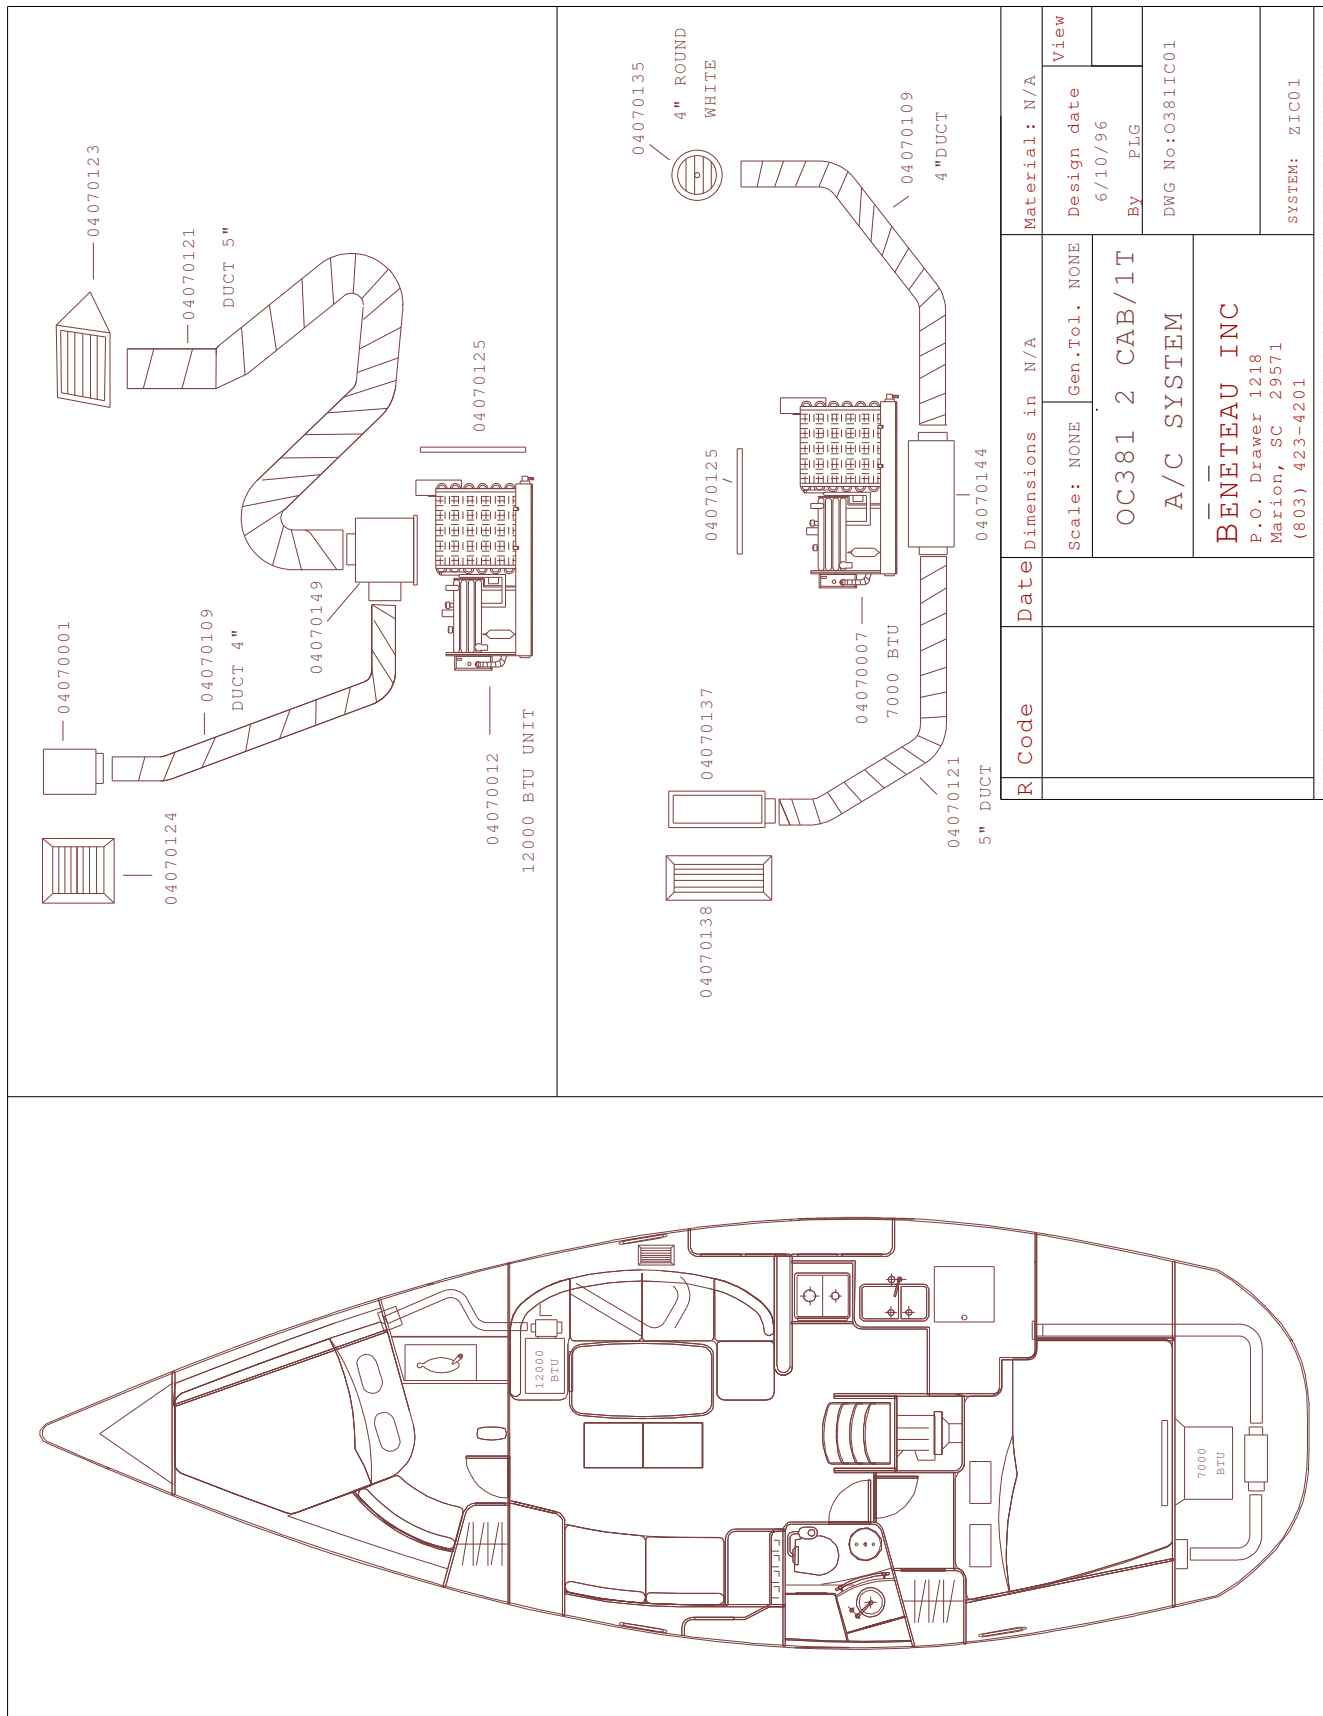 04070123
04070121
DUCT 5"
04070125
04070001
04070109
DUCT 4"
04070149
04070012
12000 BTU UNIT
04070124
04070135
4" ROUND
WHITE
04070109
4"DUCT
04070125
04070144
04070007
7000 BTU
04070137
04070121
5" DUCT
04070138
R Code
Date
Dimensions in N/A
Material: N/A
Scale: NONE
Gen.Tol. NONE
Design date
6/10/96
By PLG
View
OC381 2 CAB/1T
A/C SYSTEM
DWG No:O381IC01
BENETEAU INC
P.O. Drawer 1218
Marion, SC 29571
(803) 423-4201
SYSTEM: ZIC01
12000
BTU
7000
BTU